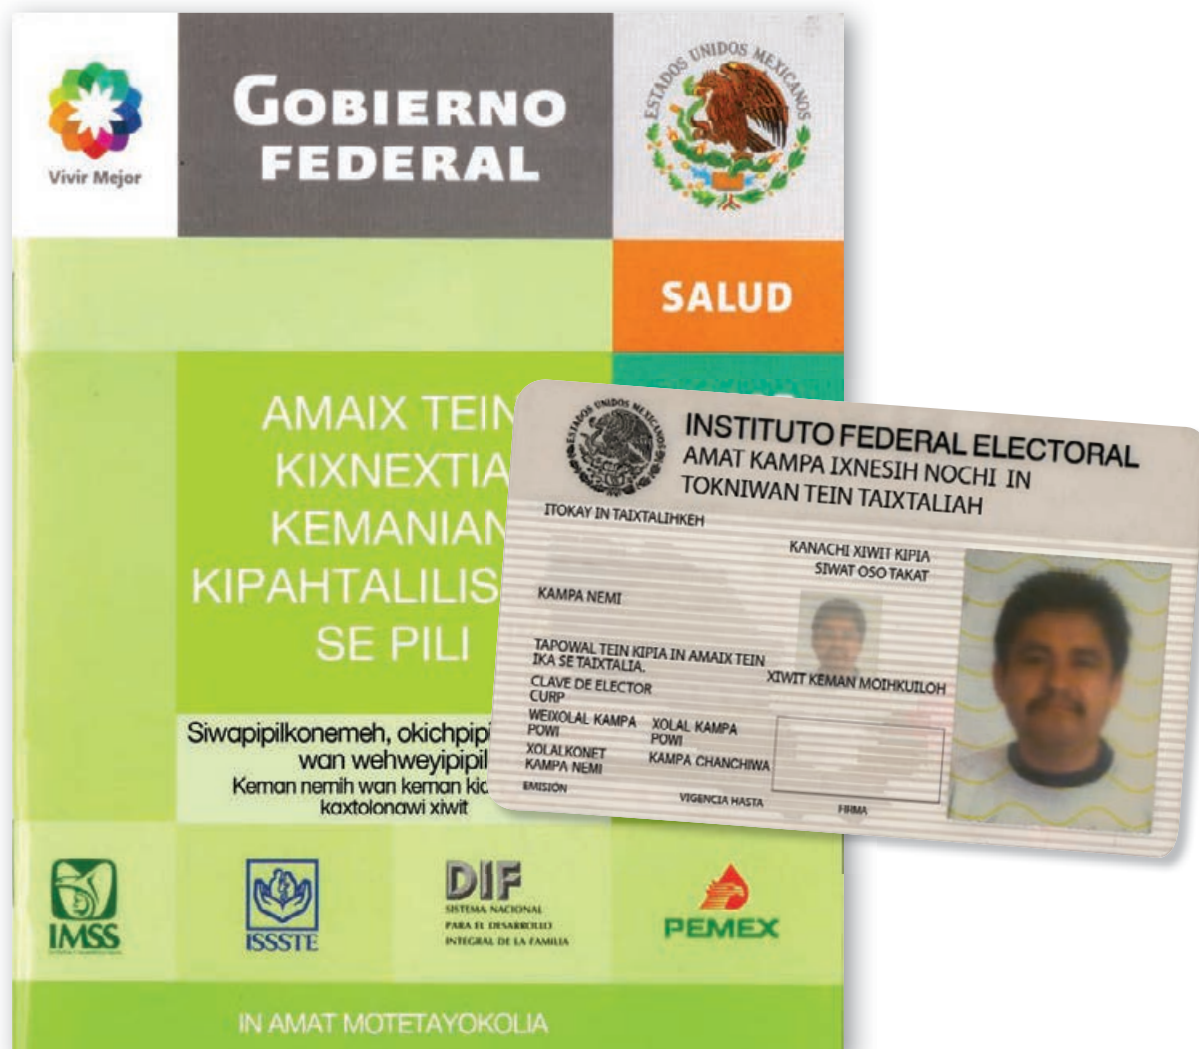 Vivir Mejor
GOBIERNO
FEDERAL
ESTADOS UNIDOS MEXICANOS
SALUD
AMAIX TEIN
KIXNEXTIA
KEMANIAN
KIPAHTALILIS
SE PILI
Siwapipilkonemeh, okichpip
wan wehweyipipil
Keman nemih wan keman
kaxtolonawi xiwit
IMSS
ISSSTE
DIF
SISTEMA NACIONAL
PARA EL DESARROLLO
INTEGRAL DE LA FAMILIA
PEMEX
IN AMAT MOTETAYOKOLIA
ESTADOS UNIDOS MEXICANOS
INSTITUTO FEDERAL ELECTORAL
AMAT KAMPA IXNESIH NOCHI IN
TOKNIWAN TEIN TAIXTALIAH
ITOKAY IN TAIXTALIHKEH
KANACHI XIWIT KIPIA
SIWAT OSO TAKAT
KAMPA NEMI
TAPOWAL TEIN KIPIA IN AMAIX TEIN
IKA SE TAIXTALIA.
XIWIT KEMAN MOIHKUILOH
CLAVE DE ELECTOR
CURP
WEIXOLAL KAMPA
POWI
XOLAL KAMPA
POWI
XOLALKONET
KAMPA NEMI
KAMPA CHANCHIWA
EMISIÓN
VIGENCIA HASTA
FIRMA